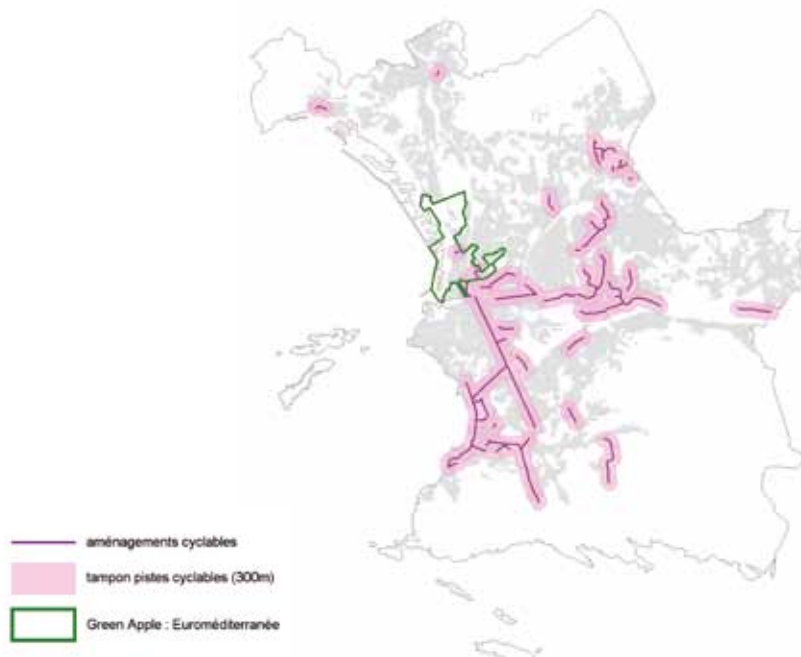 aménagements cyclables
tampon pistes cyclables (300m)
Green Apple : Euroméditerranée